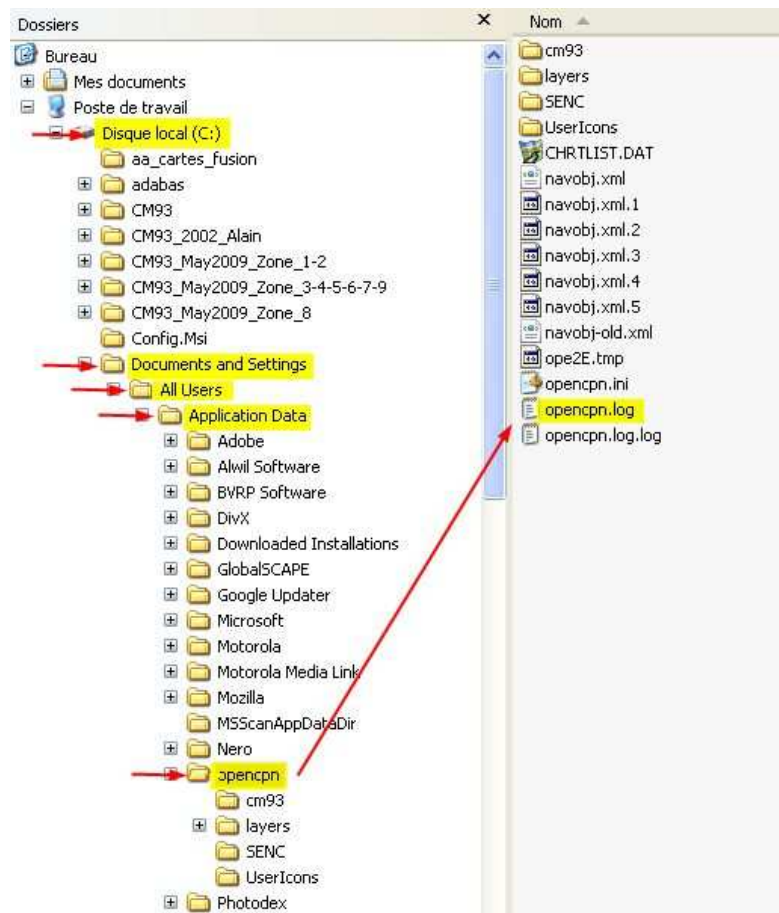 Dossiers
Bureau
Mes documents
Poste de travail
Disque local (C:)
aa_cartes_fusion
adabas
CM93
CM93_2002_Alain
CM93_May2009_Zone_1-2
CM93_May2009_Zone_3-4-5-6-7-9
CM93_May2009_Zone_8
Config.Msi
Documents and Settings
All Users
Application Data
Adobe
Alwil Software
BVRP Software
DivX
Downloaded Installations
GlobalSCAPE
Google Updater
Microsoft
Motorola
Motorola Media Link
Mozilla
MSScanAppDataDir
Nero
opencpn
cm93
layers
SENC
UserIcons
Photodex
Nom
cm93
layers
SENC
UserIcons
CHRTLIST.DAT
navobj.xml
navobj.xml.1
navobj.xml.2
navobj.xml.3
navobj.xml.4
navobj.xml.5
navobj-old.xml
ope2E.tmp
opencpn.ini
opencpn.log
opencpn.log.log